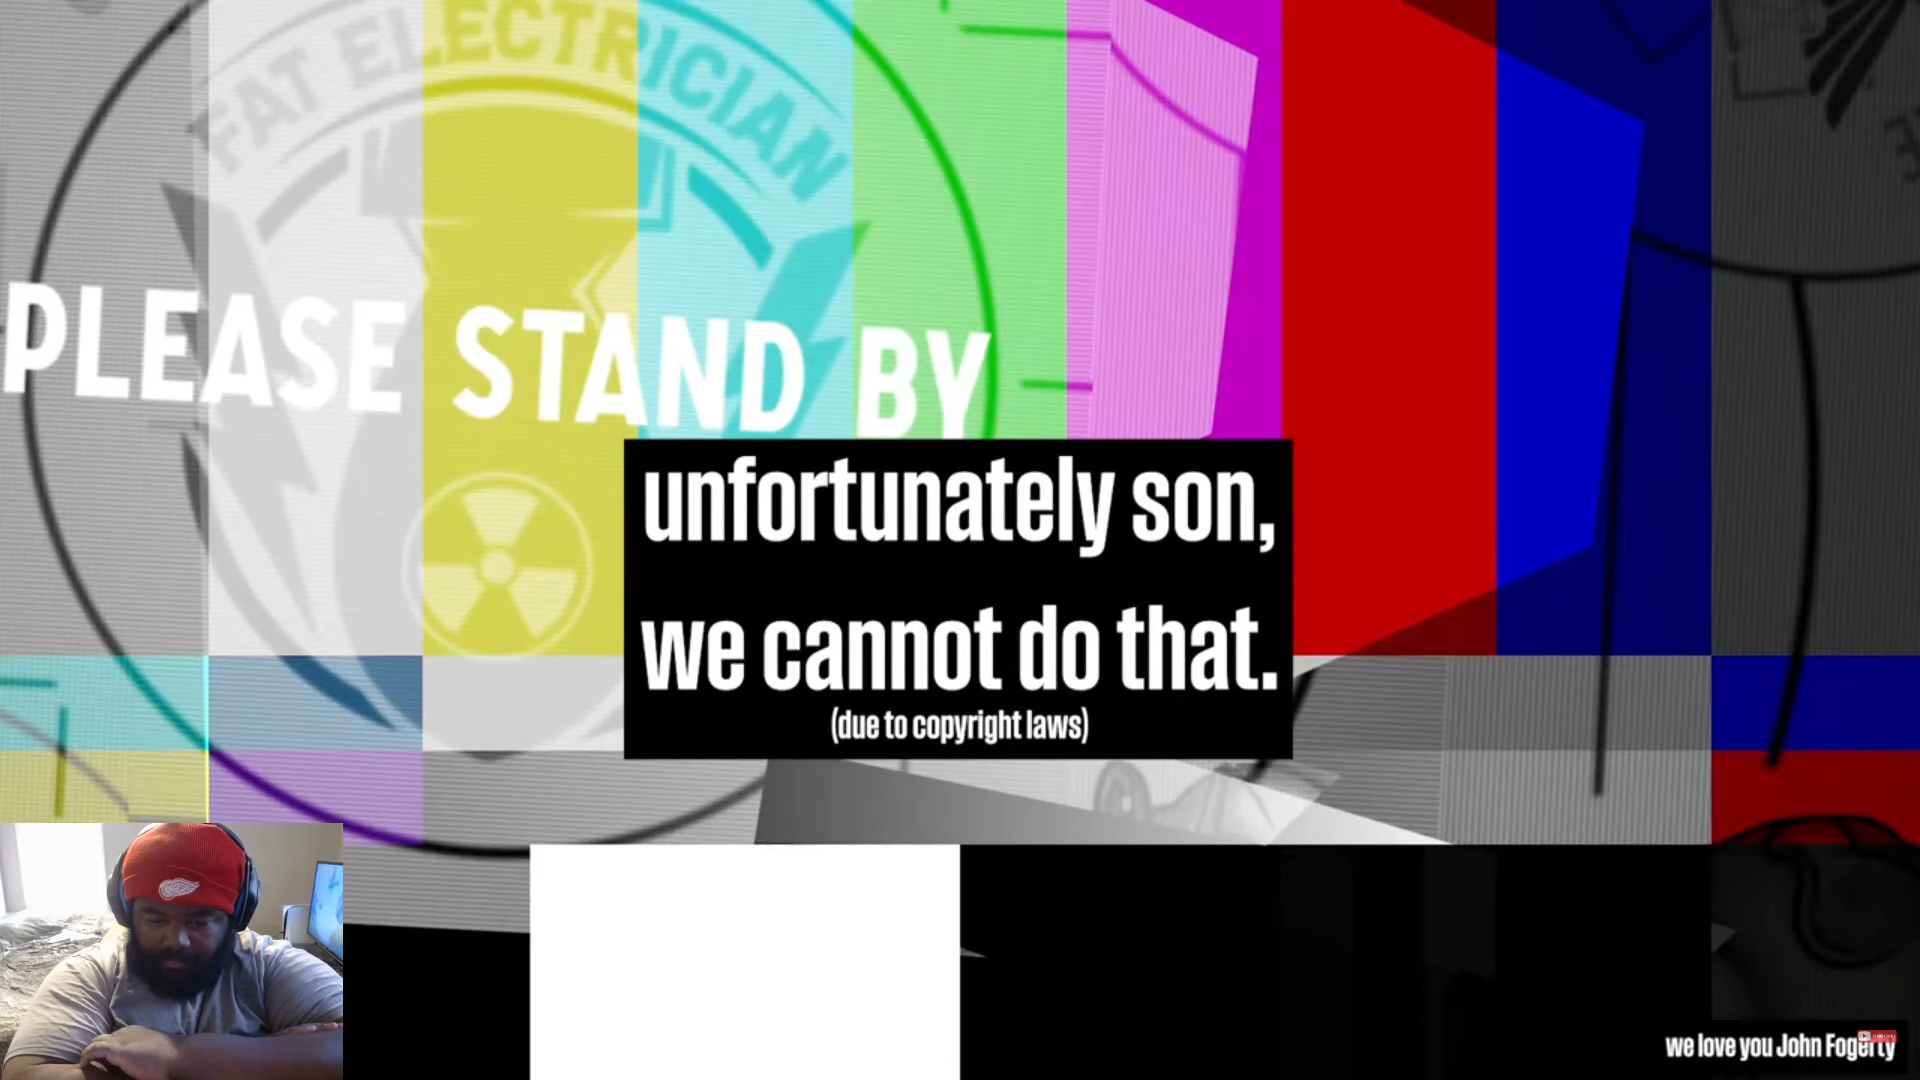 FAT ELECTRICIAN
PLEASE STAND BY
unfortunately son,
we cannot do that.
(due to copyright laws)
we love you John Fogerty